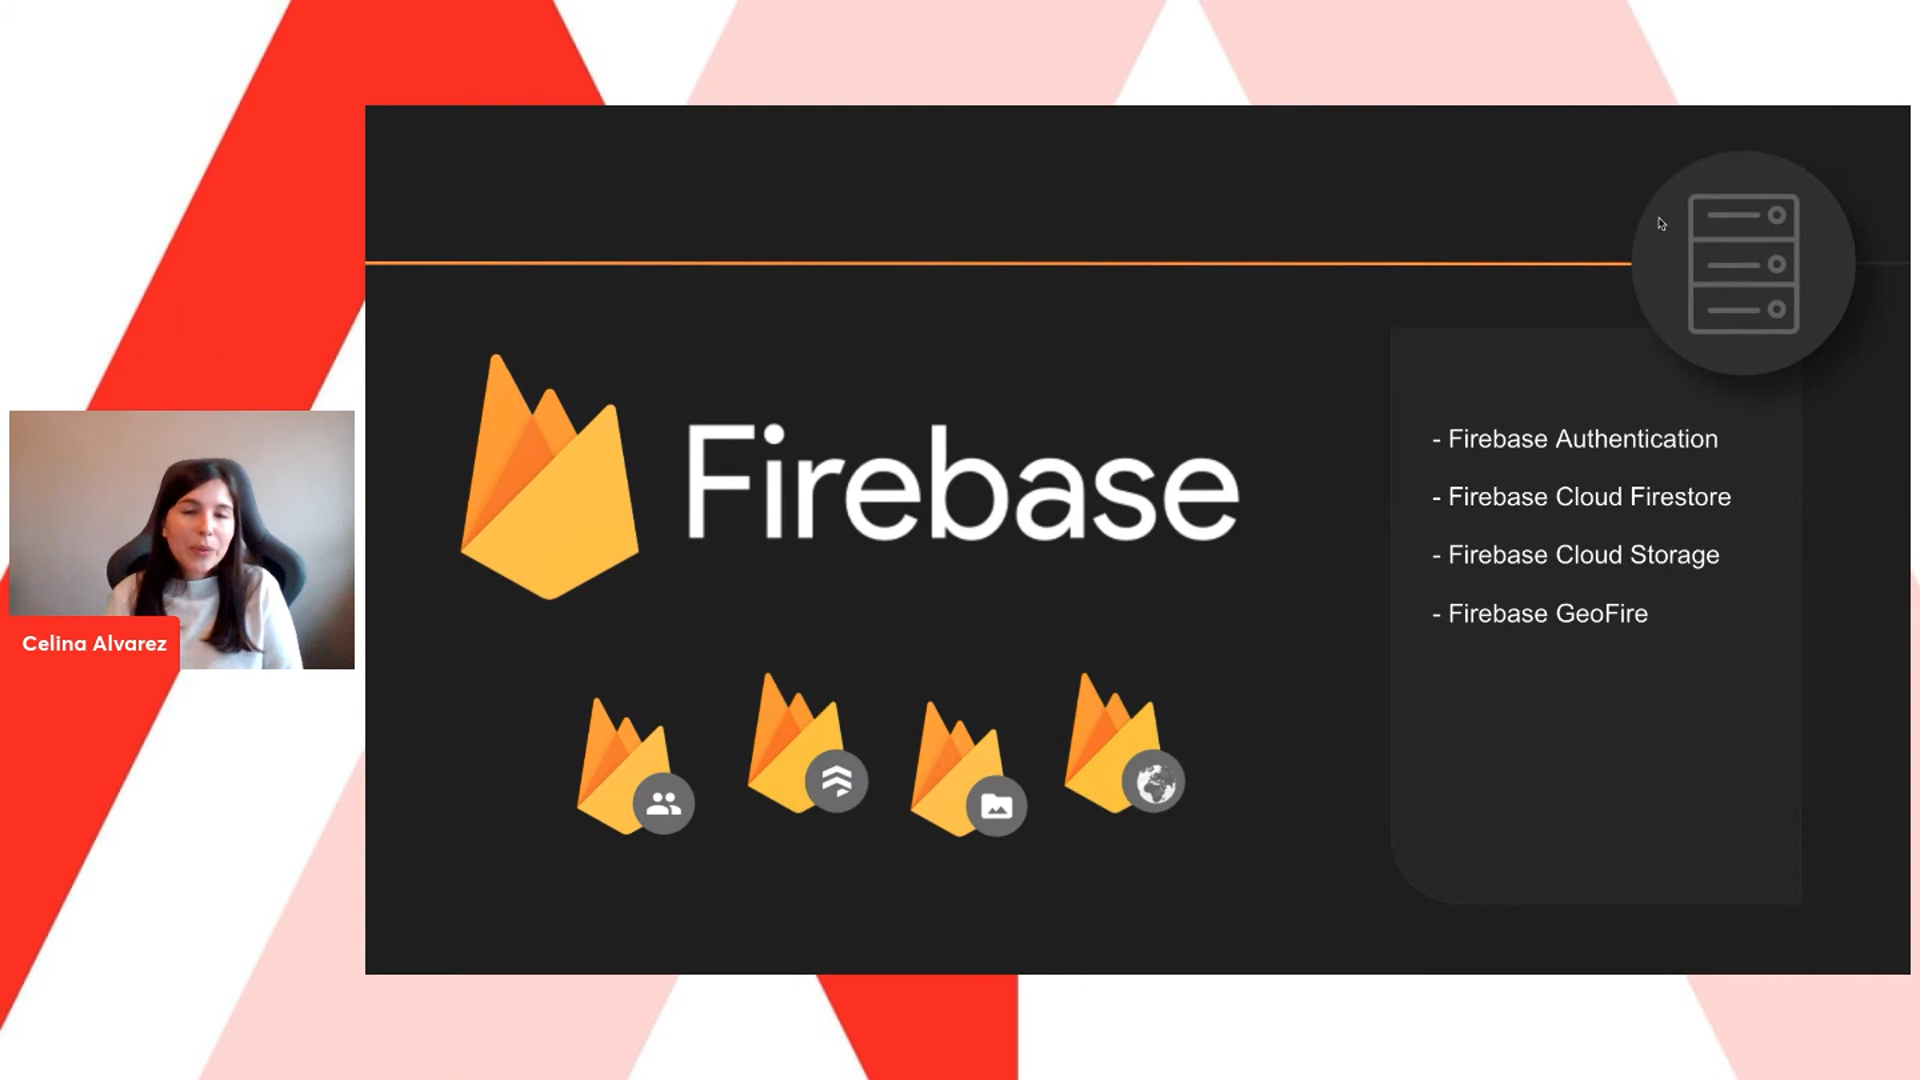 Firebase
- Firebase Authentication
- Firebase Cloud Firestore
- Firebase Cloud Storage
- Firebase GeoFire
Celina Alvarez